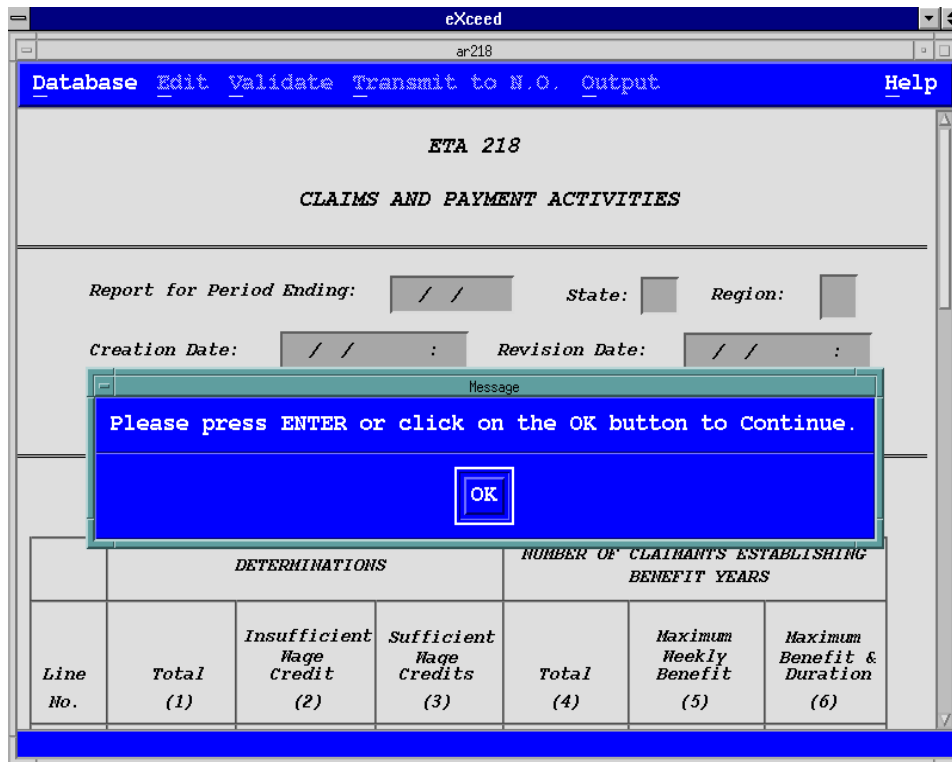 eXceed
ar218
Database Edit Validate Transmit to N.O. Output Help
ETA 218
CLAIMS AND PAYMENT ACTIVITIES
Report for Period Ending: / / State: Region:
Creation Date: / / : Revision Date: / / :
Message
Please press ENTER or click on the OK button to Continue.
OK
DETERMINATIONS
NUMBER OF CLAIMANTS ESTABLISHING
BENEFIT YEARS
Line
No.
Total
(1)
Insufficient
Wage
Credit
(2)
Sufficient
Wage
Credits
(3)
Total
(4)
Maximum
Weekly
Benefit
(5)
Maximum
Benefit &
Duration
(6)